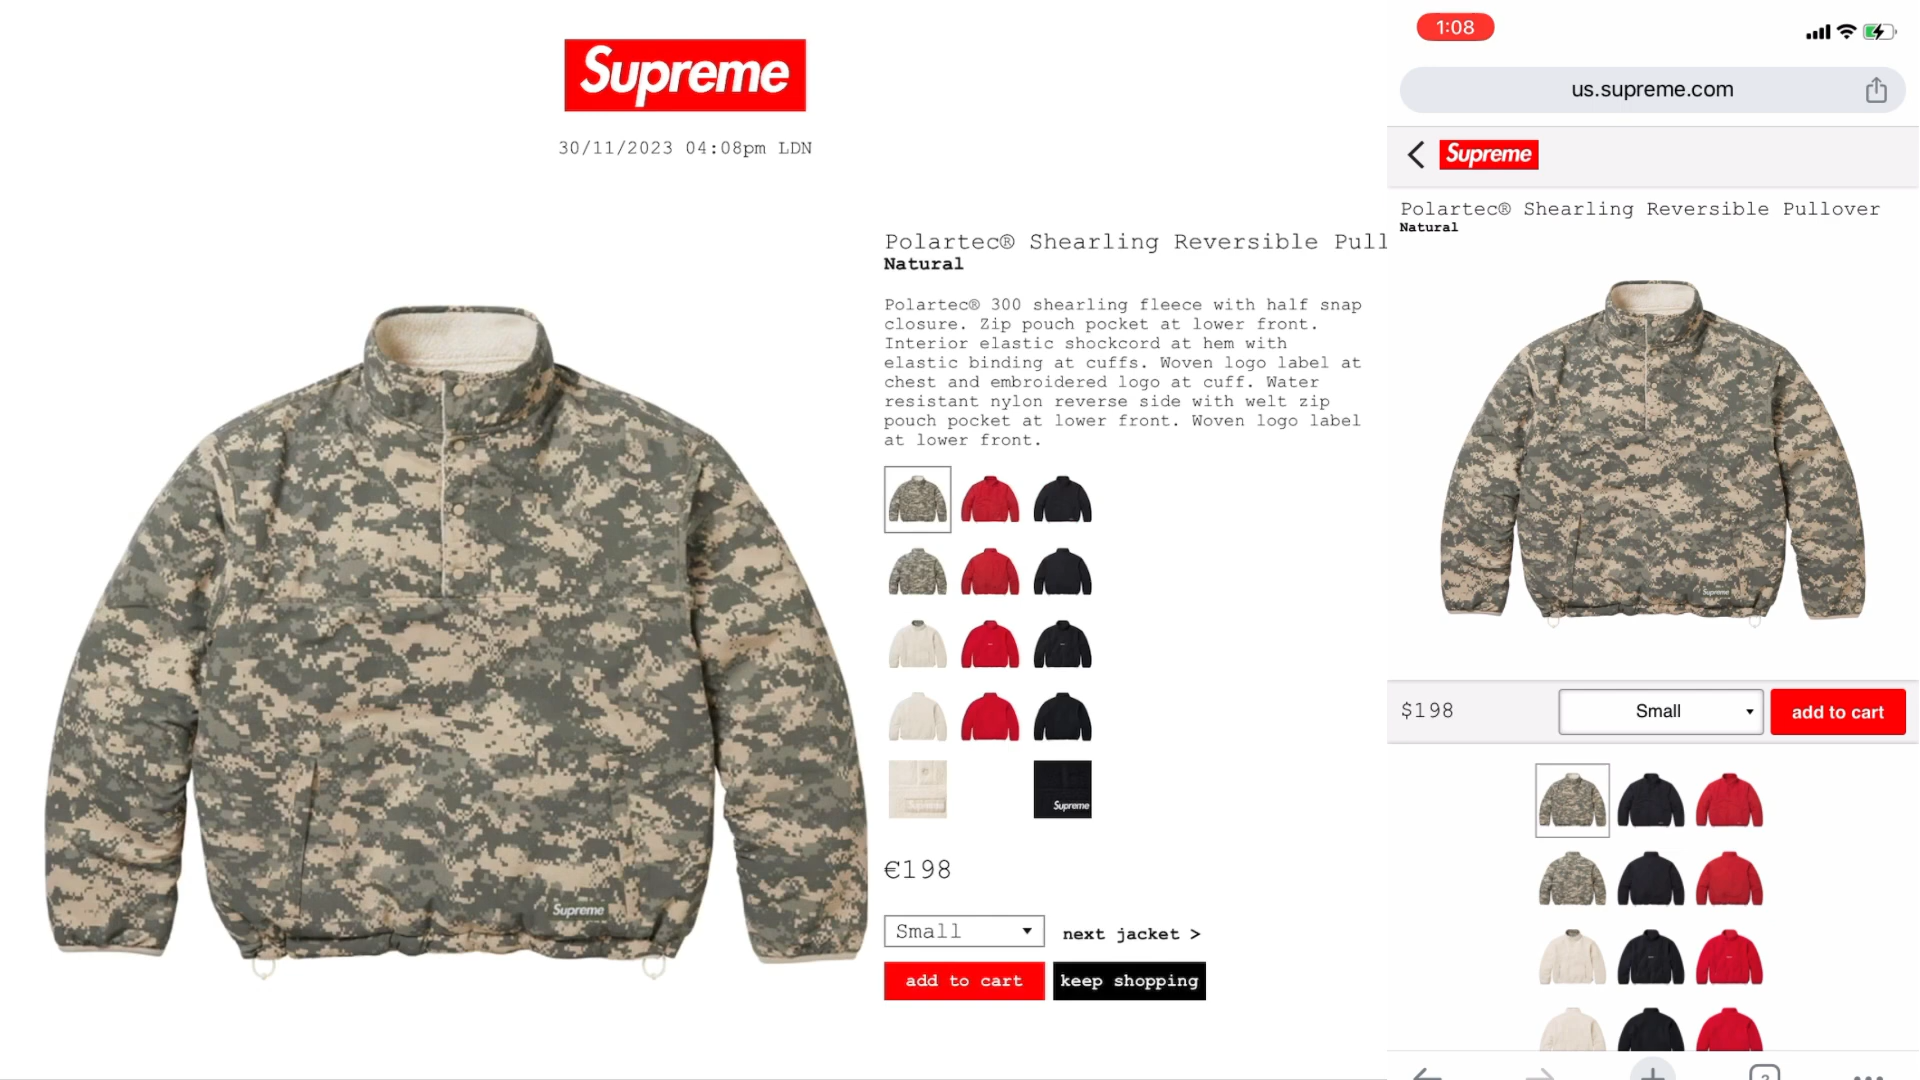 Supreme
30/11/2023 04:08pm LDN
Polartec® Shearling Reversible Pull
Natural
Polartec® 300 shearling fleece with half snap
closure. Zip pouch pocket at lower front.
Interior elastic shockcord at hem with
elastic binding at cuffs. Woven logo label at
chest and embroidered logo at cuff. Water
resistant nylon reverse side with welt zip
pouch pocket at lower front. Woven logo label
at lower front.
Supreme
Supreme
€198
Small
next jacket >
add to cart
keep shopping
1:08
us.supreme.com
Supreme
Polartec® Shearling Reversible Pullover
Natural
Supreme
$198
Small
add to cart